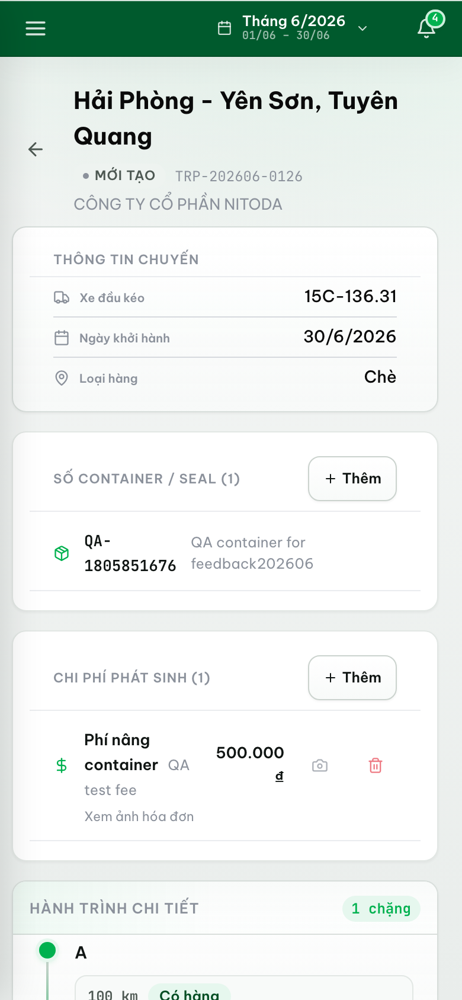 Tháng 6/2026
01/06 – 30/06
4
Hải Phòng - Yên Sơn, Tuyên
Quang
MỚI TẠO TRP-202606-0126
CÔNG TY CỔ PHẦN NITODA
THÔNG TIN CHUYẾN
Xe đầu kéo 15C-136.31
Ngày khởi hành 30/6/2026
Loại hàng Chè
SỐ CONTAINER / SEAL (1) + Thêm
QA-
1805851676
QA container for
feedback202606
CHI PHÍ PHÁT SINH (1) + Thêm
Phí nâng
container QA
test fee
500.000
₫
Xem ảnh hóa đơn
HÀNH TRÌNH CHI TIẾT 1 chặng
A
100 km Có hàng